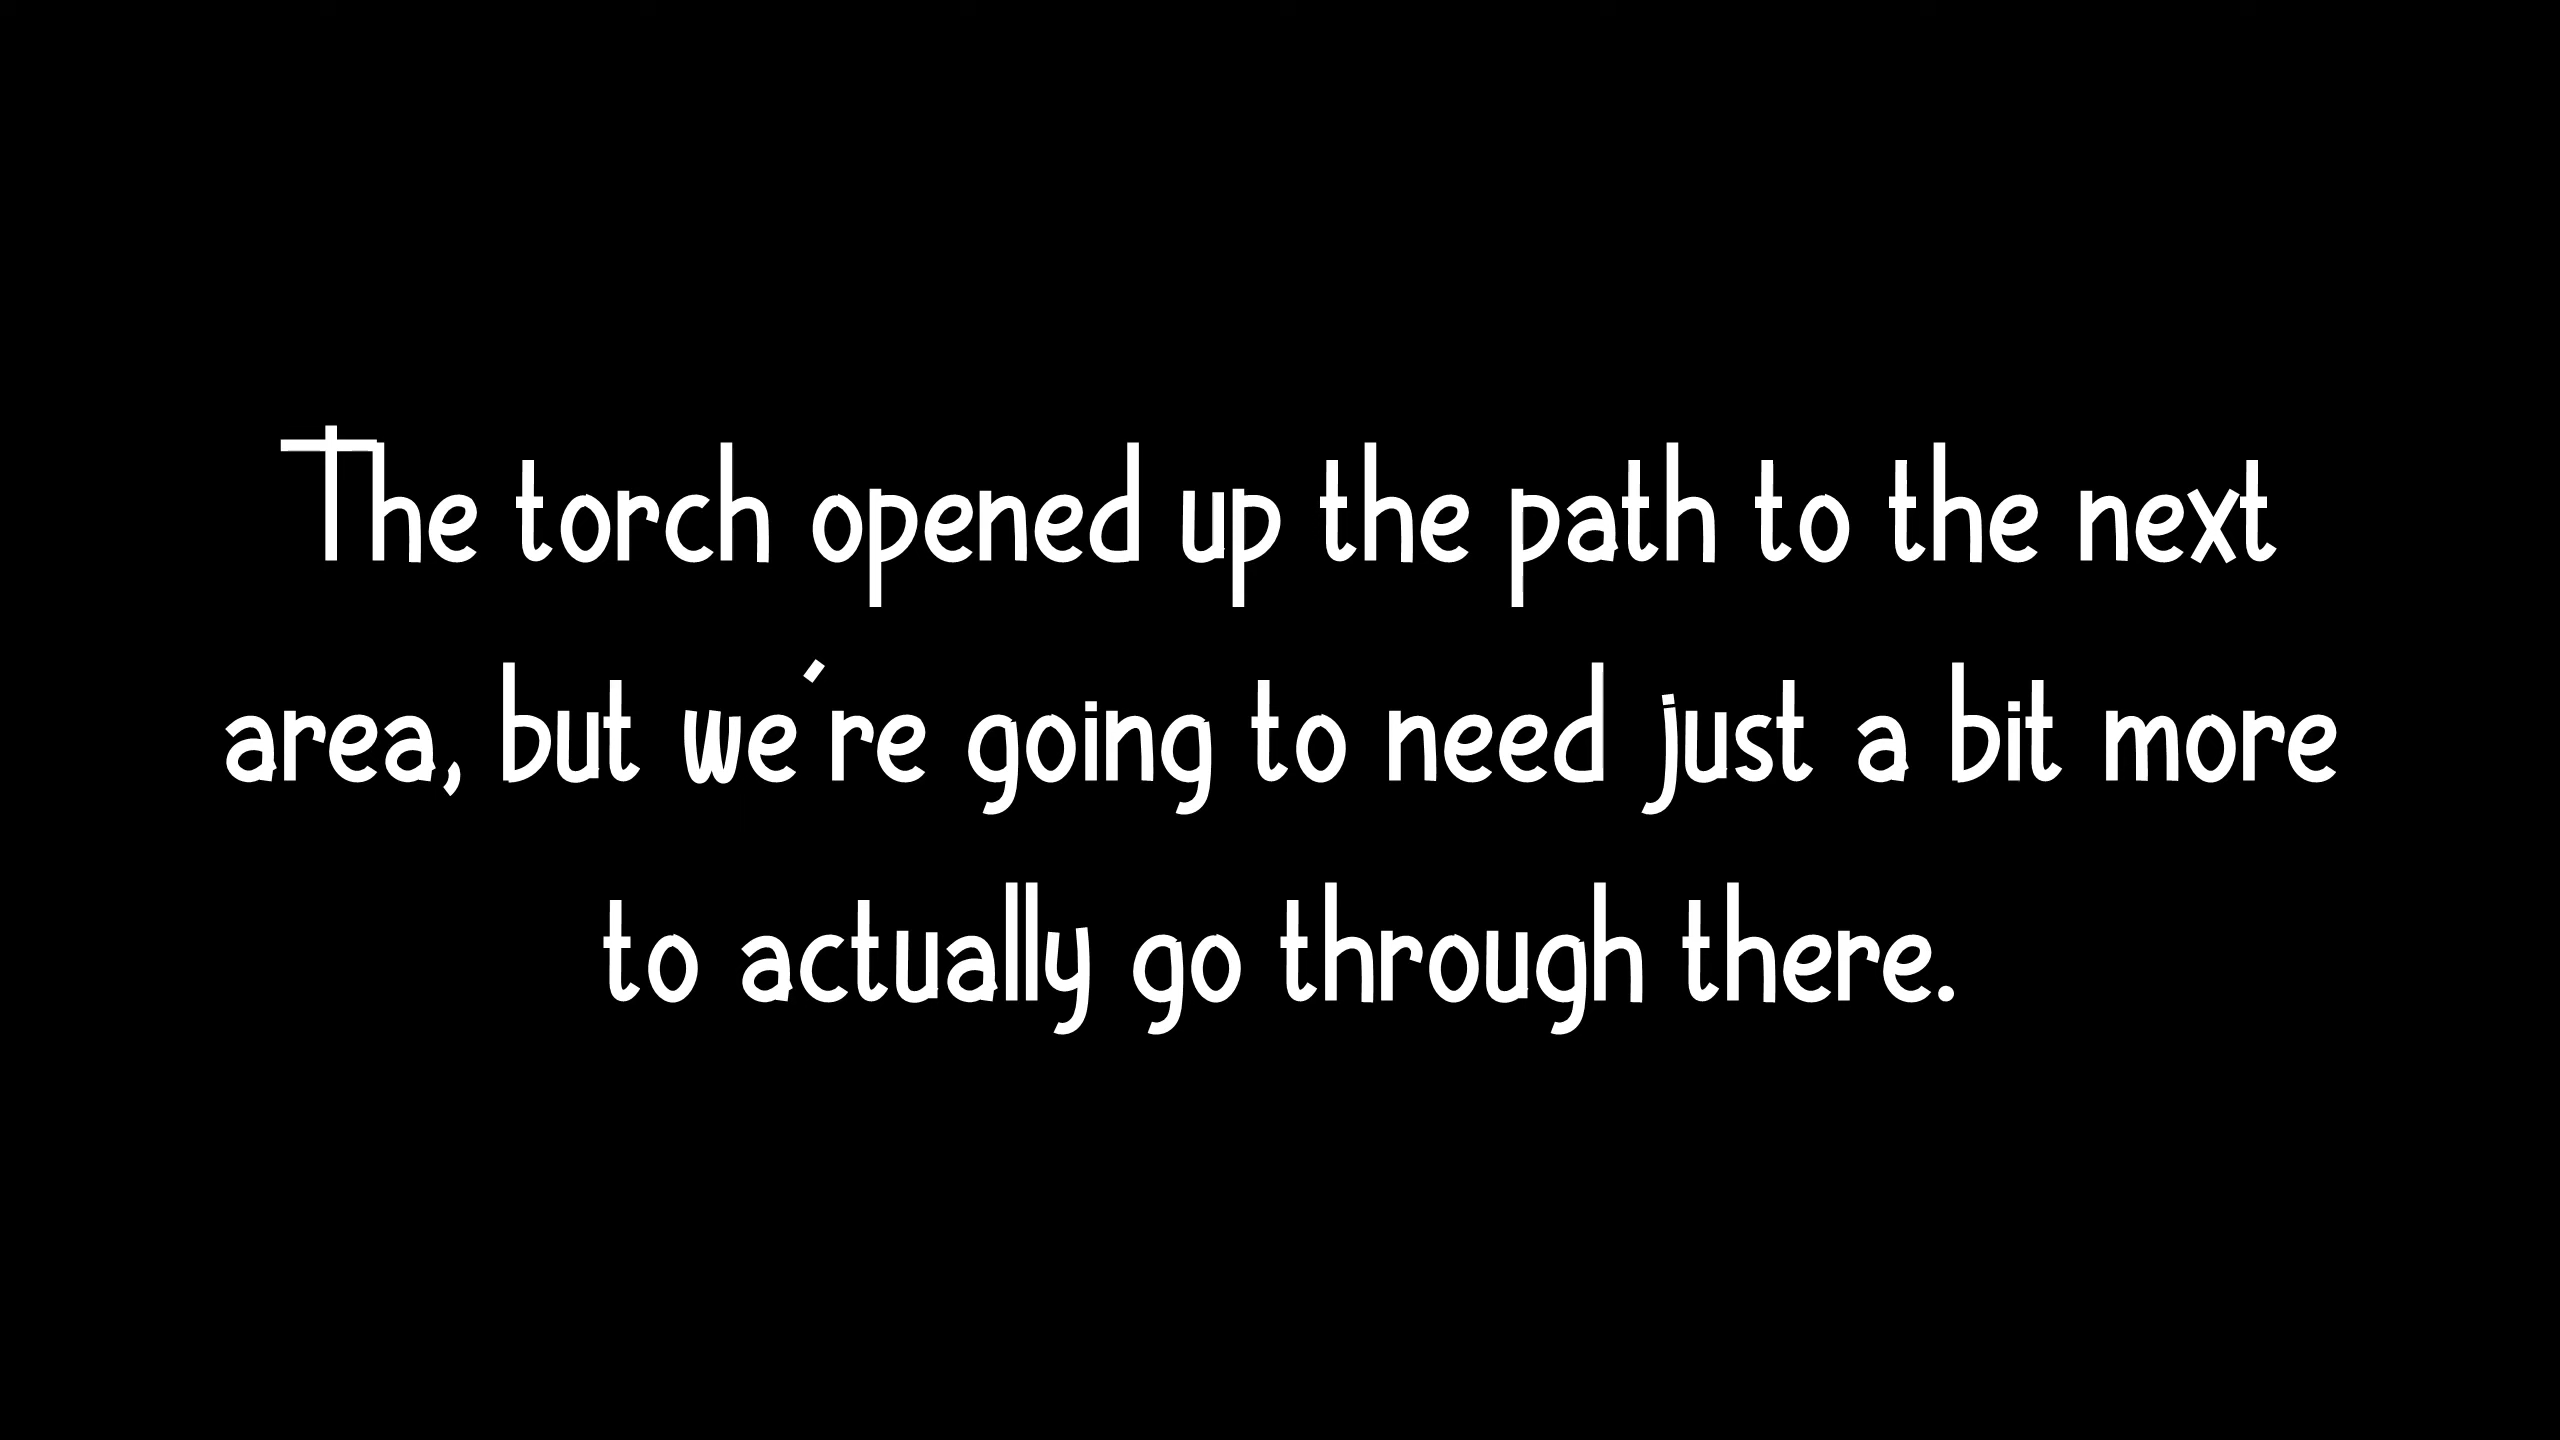 The torch opened up the path to the next
area, but we're going to need just a bit more
to actually go through there.